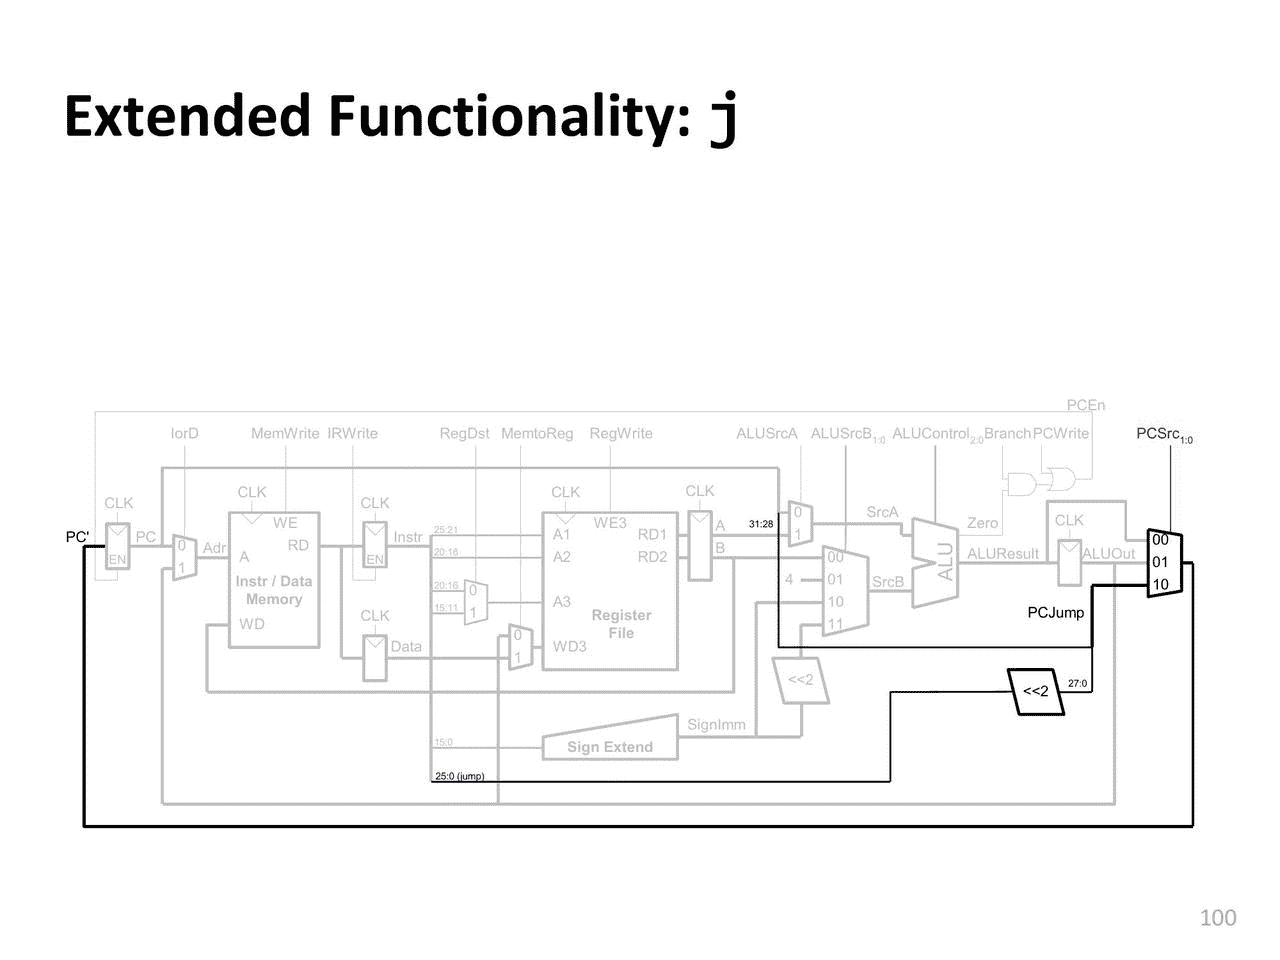 Extended Functionality: j
PCEn
IorD MemWrite IRWrite RegDst MemtoReg RegWrite ALUSrcA ALUSrcB1:0 ALUControl2:0 Branch PCWrite PCSrc1:0
CLK CLK CLK CLK CLK CLK CLK
PC' EN PC 0 1 Adr
WE RD A
Instr / Data
Memory
WD
EN Instr
CLK
Data
25:21
20:16
20:16 0
15:11 1
0
1
WE3
A1 RD1
A2 RD2
A3
Register
File
WD3
A
B
31:28
0
1
SrcA
4
00
01
10
11
SrcB
ALU
Zero
ALUResult
ALUOut
00
01
10
PCJump
<<2
<<2
27:0
SignImm
15:0
Sign Extend
25:0 (jump)
100